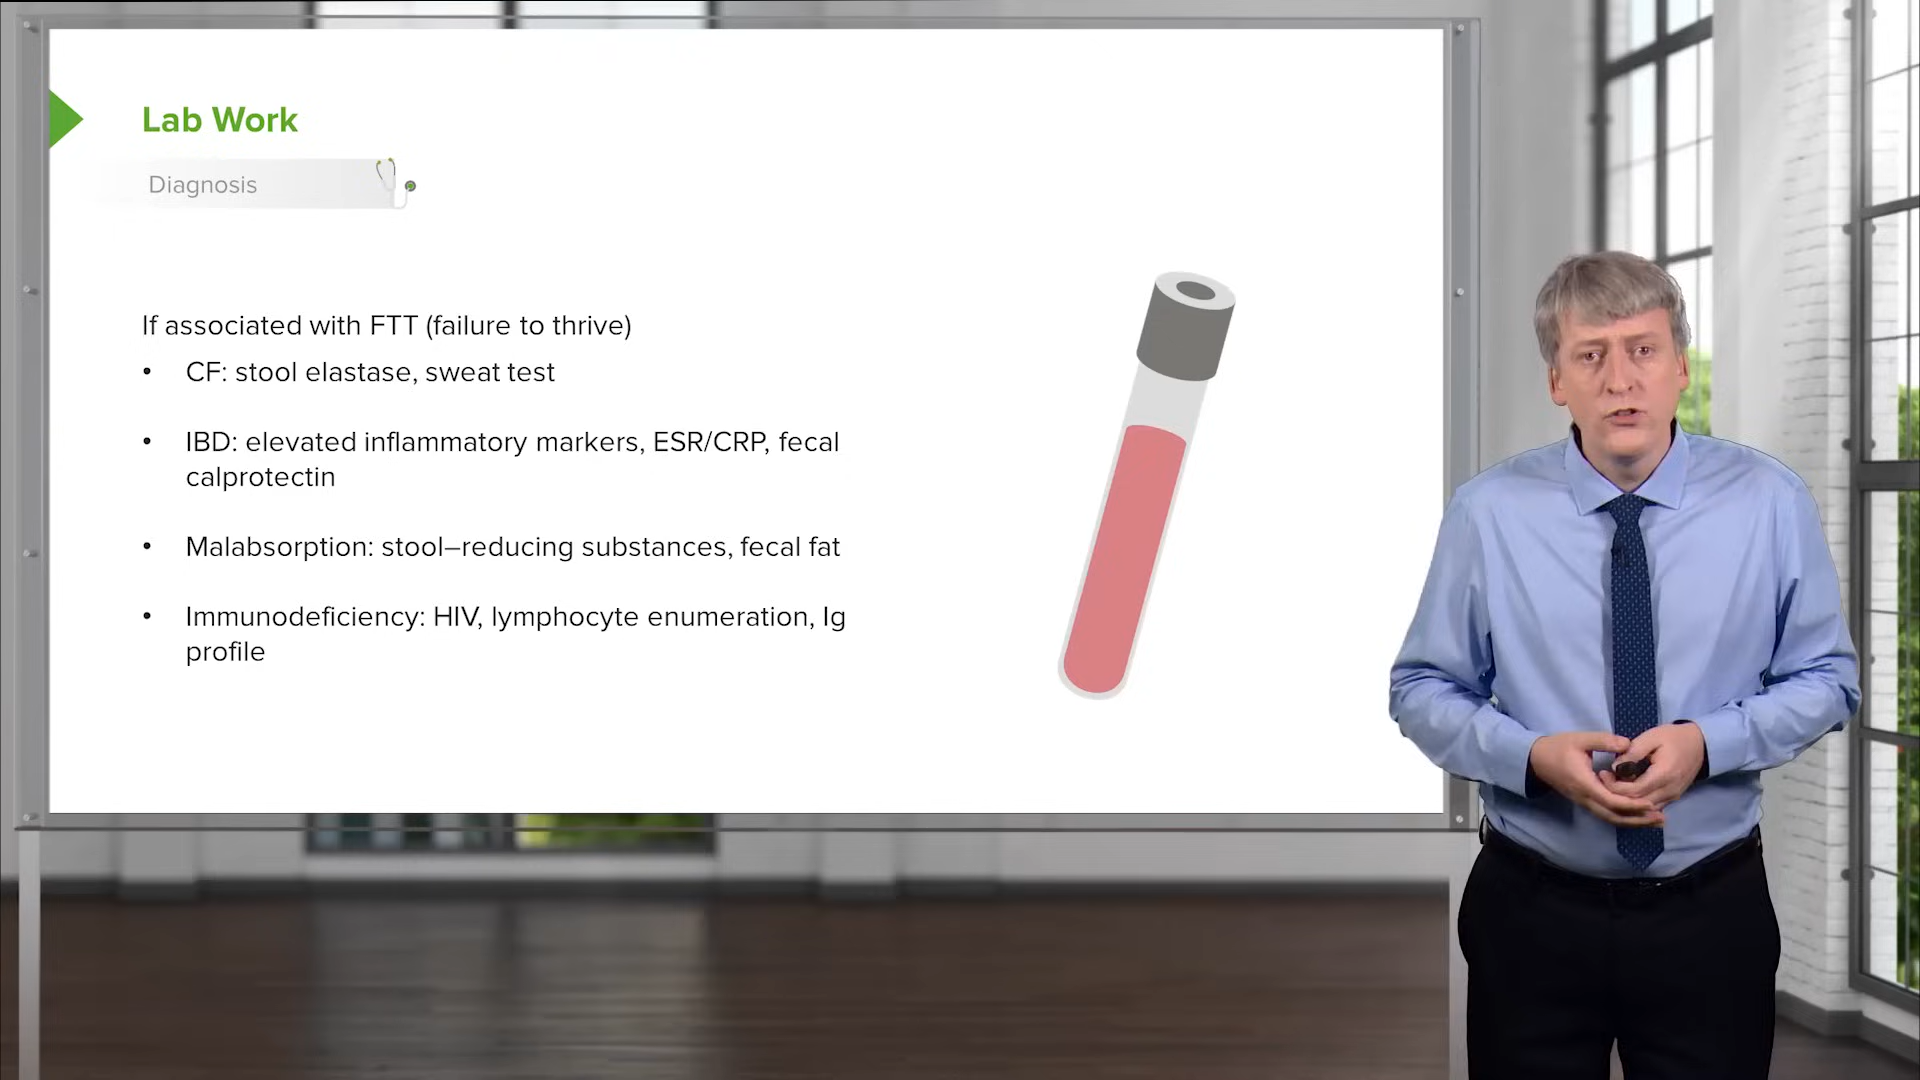 Lab Work
Diagnosis
If associated with FTT (failure to thrive)
• CF: stool elastase, sweat test
• IBD: elevated inflammatory markers, ESR/CRP, fecal
calprotectin
• Malabsorption: stool–reducing substances, fecal fat
• Immunodeficiency: HIV, lymphocyte enumeration, Ig
profile